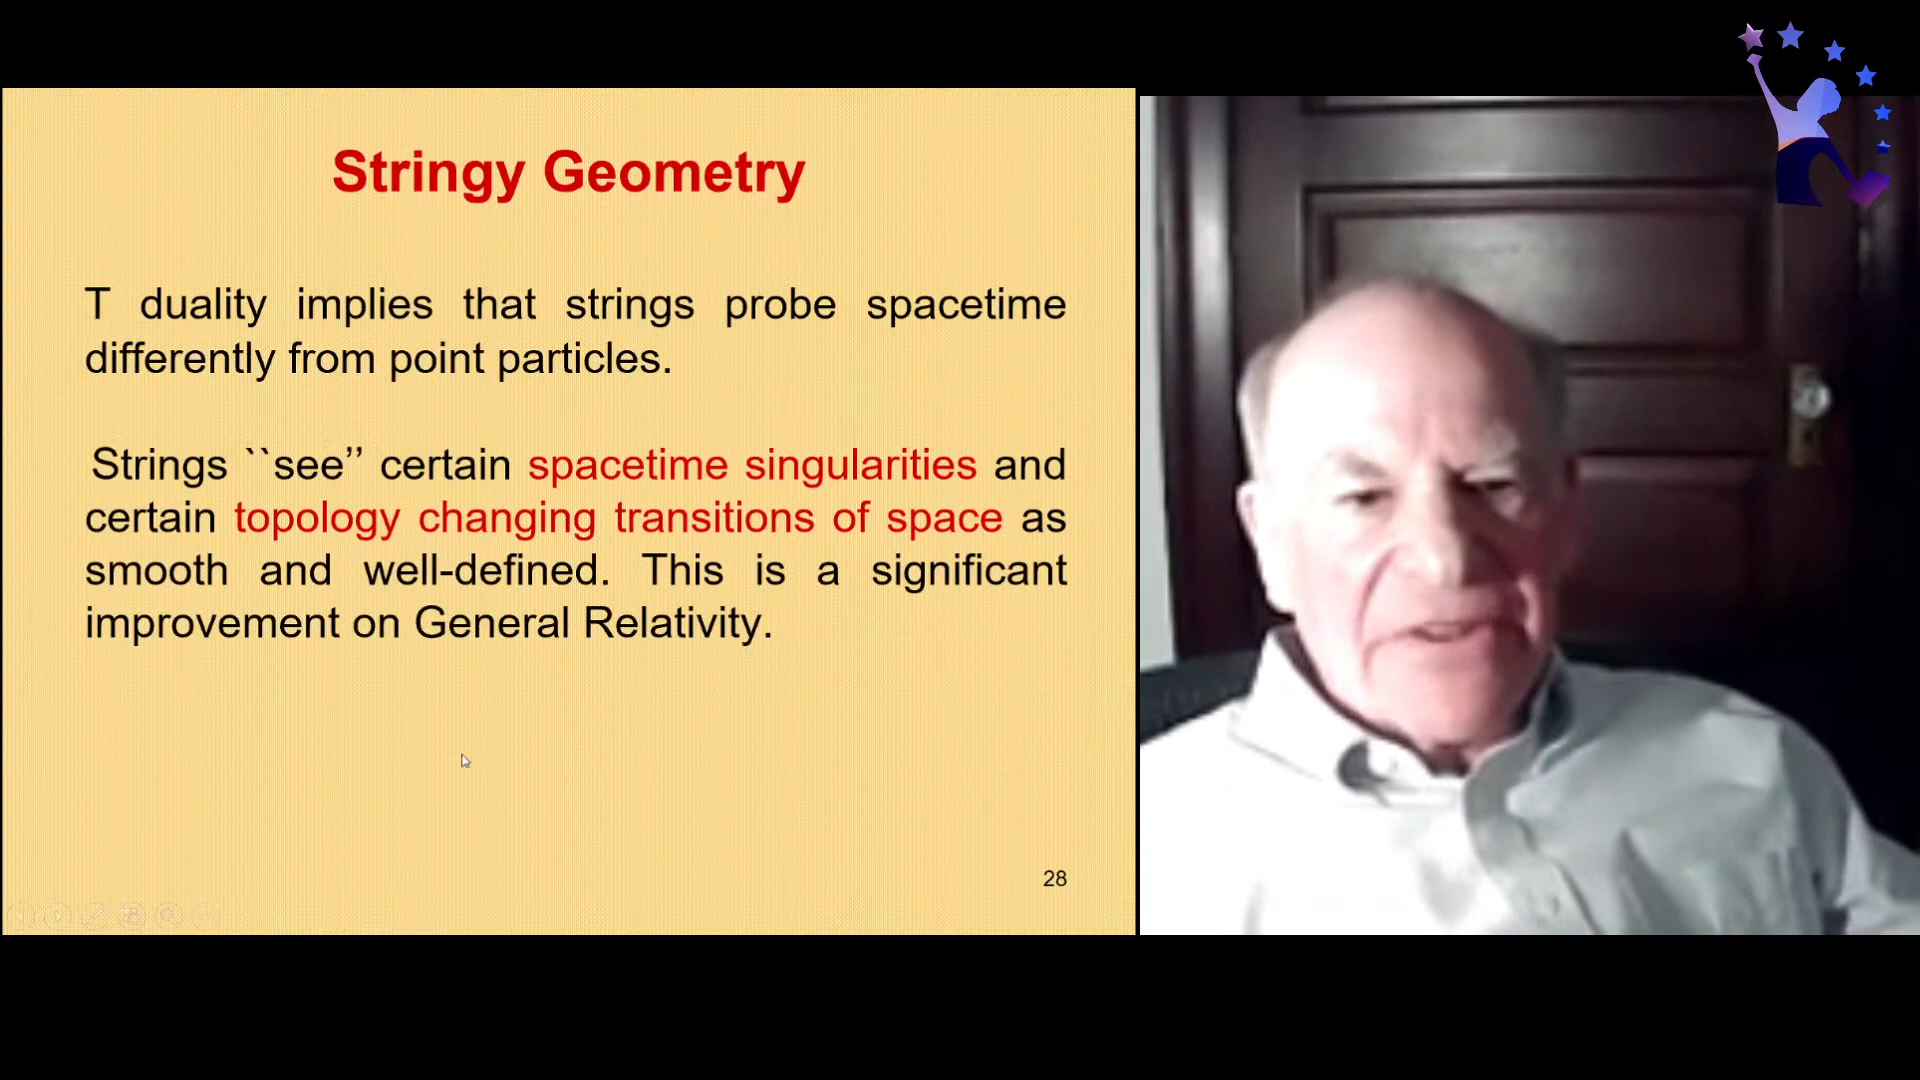 Stringy Geometry
T duality implies that strings probe spacetime
differently from point particles.
Strings ``see’’ certain spacetime singularities and
certain topology changing transitions of space as
smooth and well-defined. This is a significant
improvement on General Relativity.
28